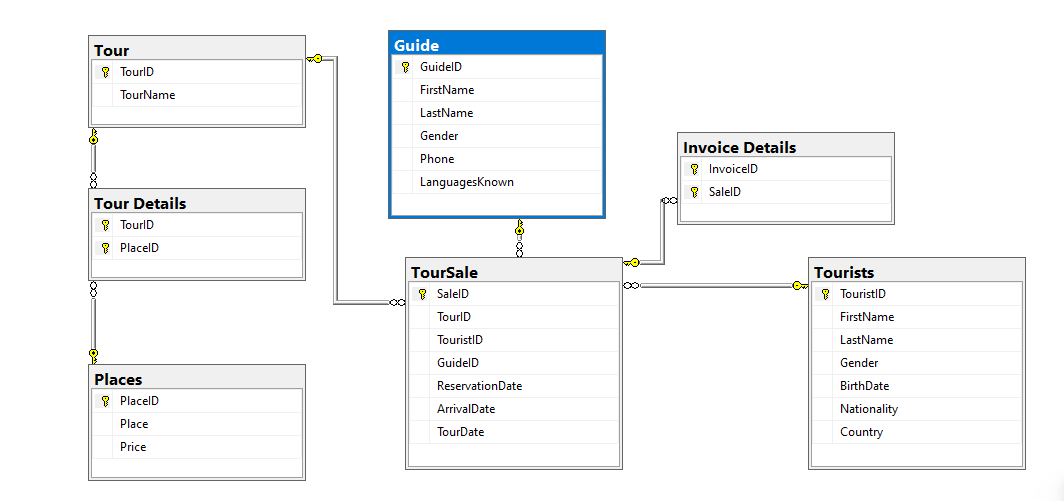 Tour
TourID
TourName
Guide
GuideID
FirstName
LastName
Gender
Phone
LanguagesKnown
Invoice Details
InvoiceID
SaleID
Tour Details
TourID
PlaceID
TourSale
SaleID
TourID
TouristID
GuideID
ReservationDate
ArrivalDate
TourDate
Tourists
TouristID
FirstName
LastName
Gender
BirthDate
Nationality
Country
Places
PlaceID
Place
Price